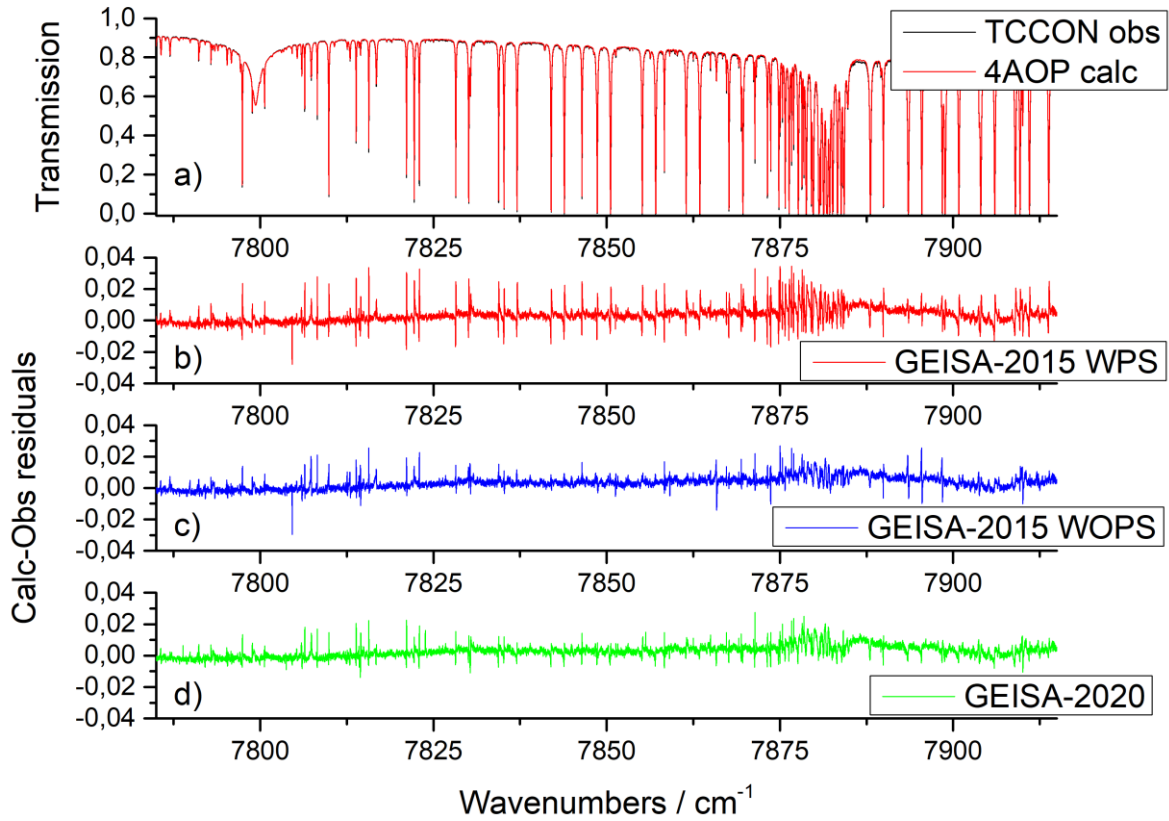 Transmission
1,0
0,8
0,6
0,4
0,2
0,0
a)
TCCON obs
4AOP calc
7800 7825 7850 7875 7900
Calc-Obs residuals
0,04
0,02
0,00
-0,02
-0,04
b)
GEISA-2015 WPS
7800 7825 7850 7875 7900
0,04
0,02
0,00
-0,02
-0,04
c)
GEISA-2015 WOPS
7800 7825 7850 7875 7900
0,04
0,02
0,00
-0,02
-0,04
d)
GEISA-2020
7800 7825 7850 7875 7900
Wavenumbers / cm⁻¹